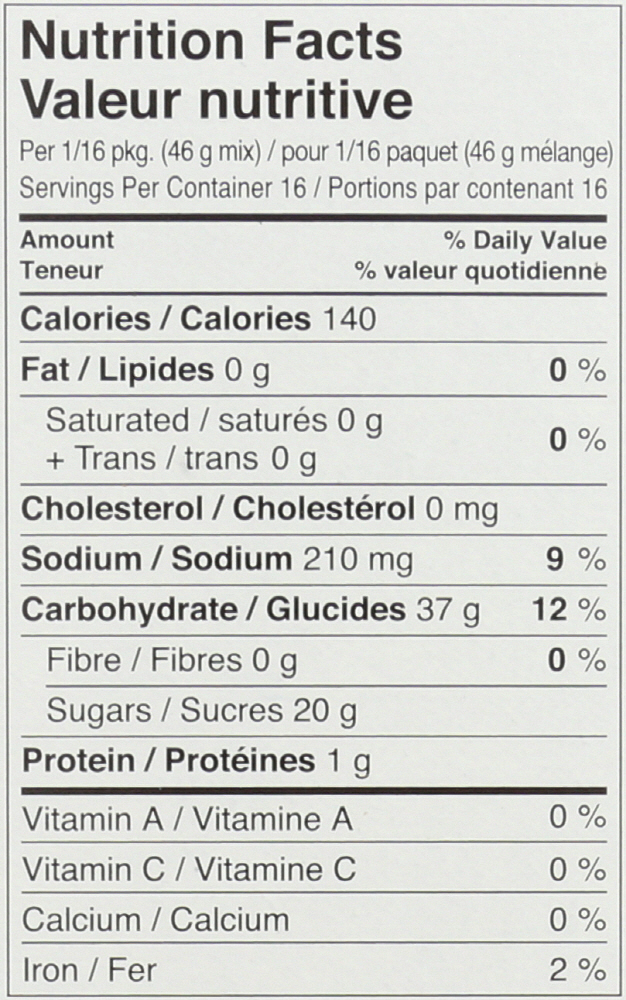 Nutrition Facts
Valeur nutritive
Per 1/16 pkg. (46 g mix) / pour 1/16 paquet (46 g mélange)
Servings Per Container 16 / Portions par contenant 16
Amount % Daily Value
Teneur % valeur quotidienne
Calories / Calories 140
Fat / Lipides 0 g 0 %
Saturated / saturés 0 g
+ Trans / trans 0 g 0 %
Cholesterol / Cholestérol 0 mg
Sodium / Sodium 210 mg 9 %
Carbohydrate / Glucides 37 g 12 %
Fibre / Fibres 0 g 0 %
Sugars / Sucres 20 g
Protein / Protéines 1 g
Vitamin A / Vitamine A 0 %
Vitamin C / Vitamine C 0 %
Calcium / Calcium 0 %
Iron / Fer 2 %